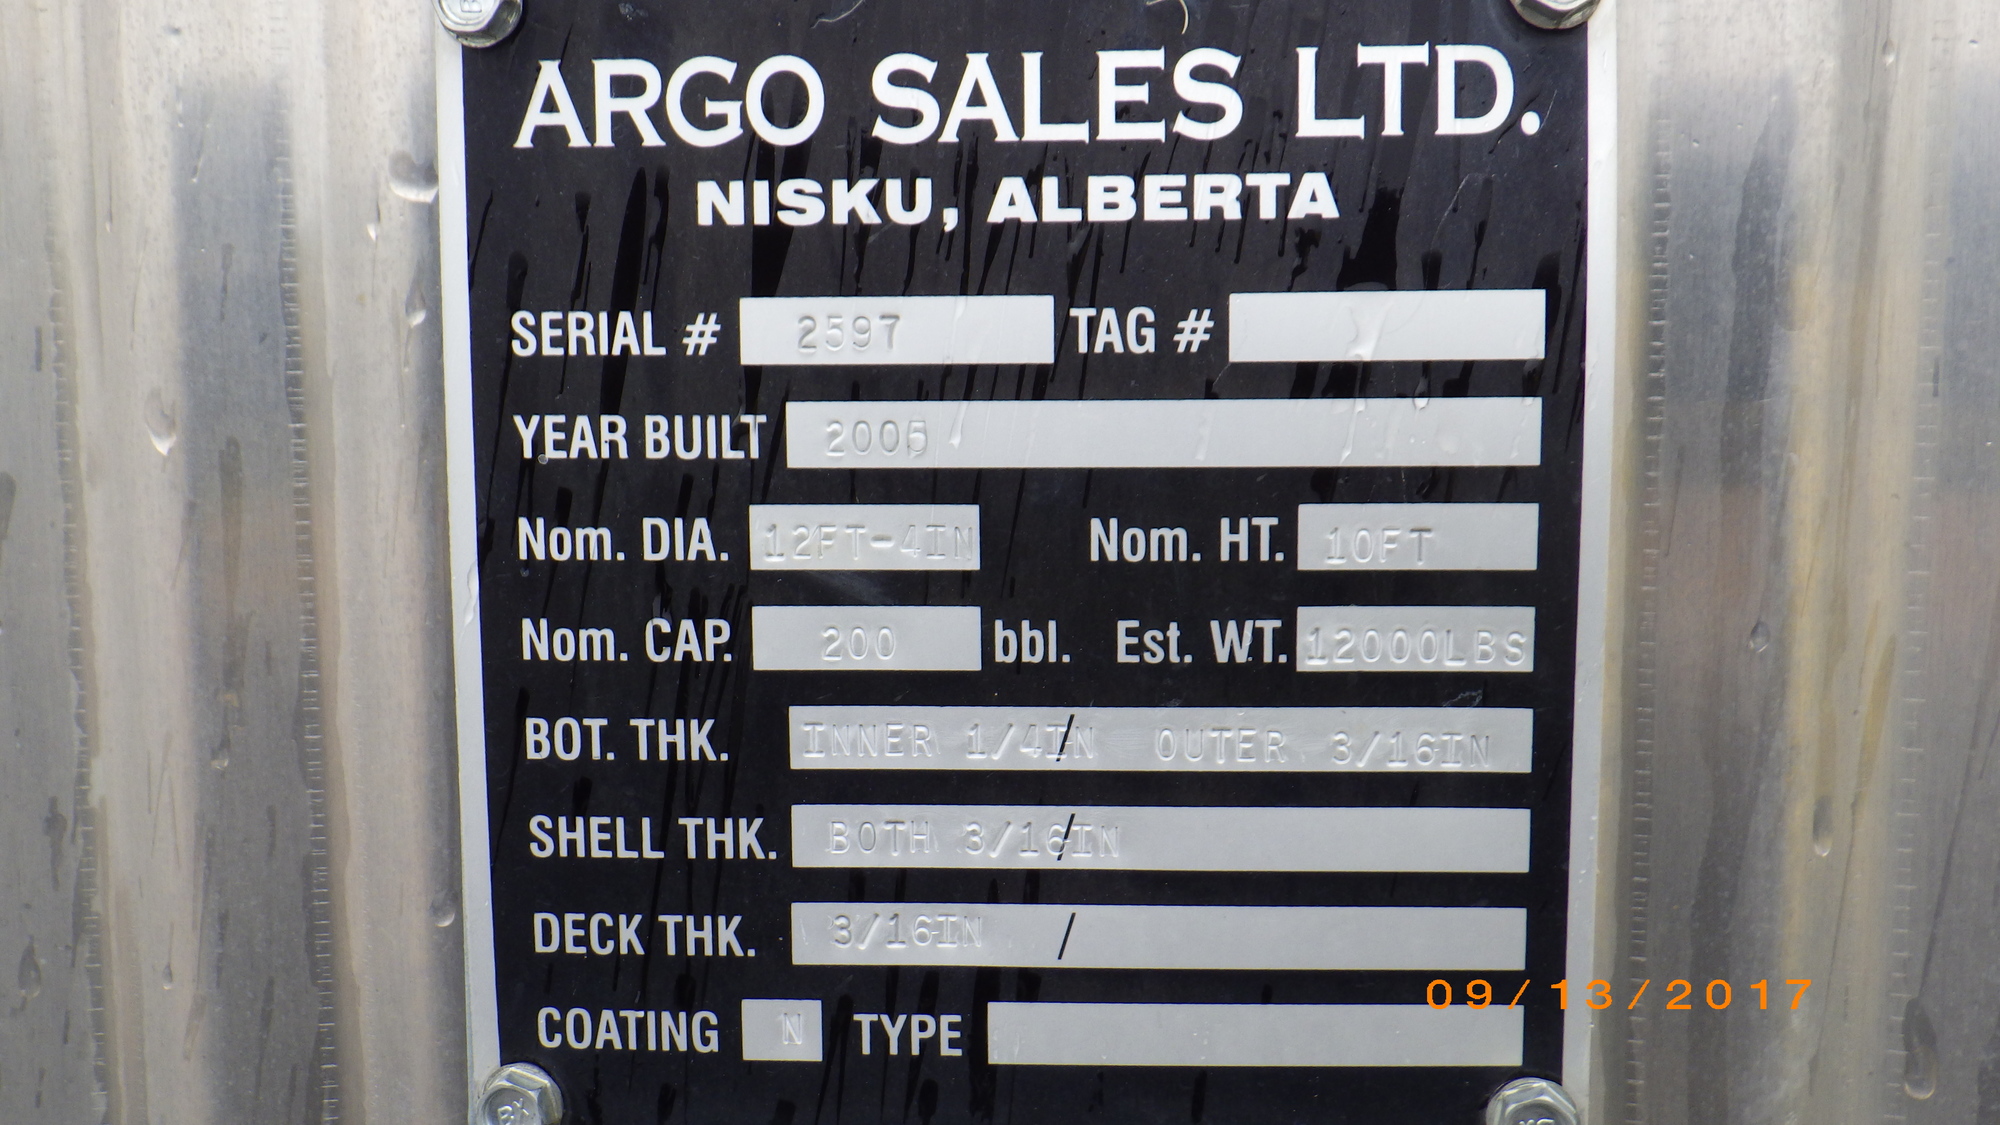 ARGO SALES LTD.
NISKU, ALBERTA
SERIAL # 2597 TAG #
YEAR BUILT 2005
Nom. DIA. 12FT-4IN Nom. HT. 10FT
Nom. CAP. 200 bbl. Est. WT. 12000LBS
BOT. THK. INNER 1/4IN / OUTER 3/16IN
SHELL THK. BOTH 3/16IN /
DECK THK. 3/16IN /
COATING N TYPE
09/13/2017